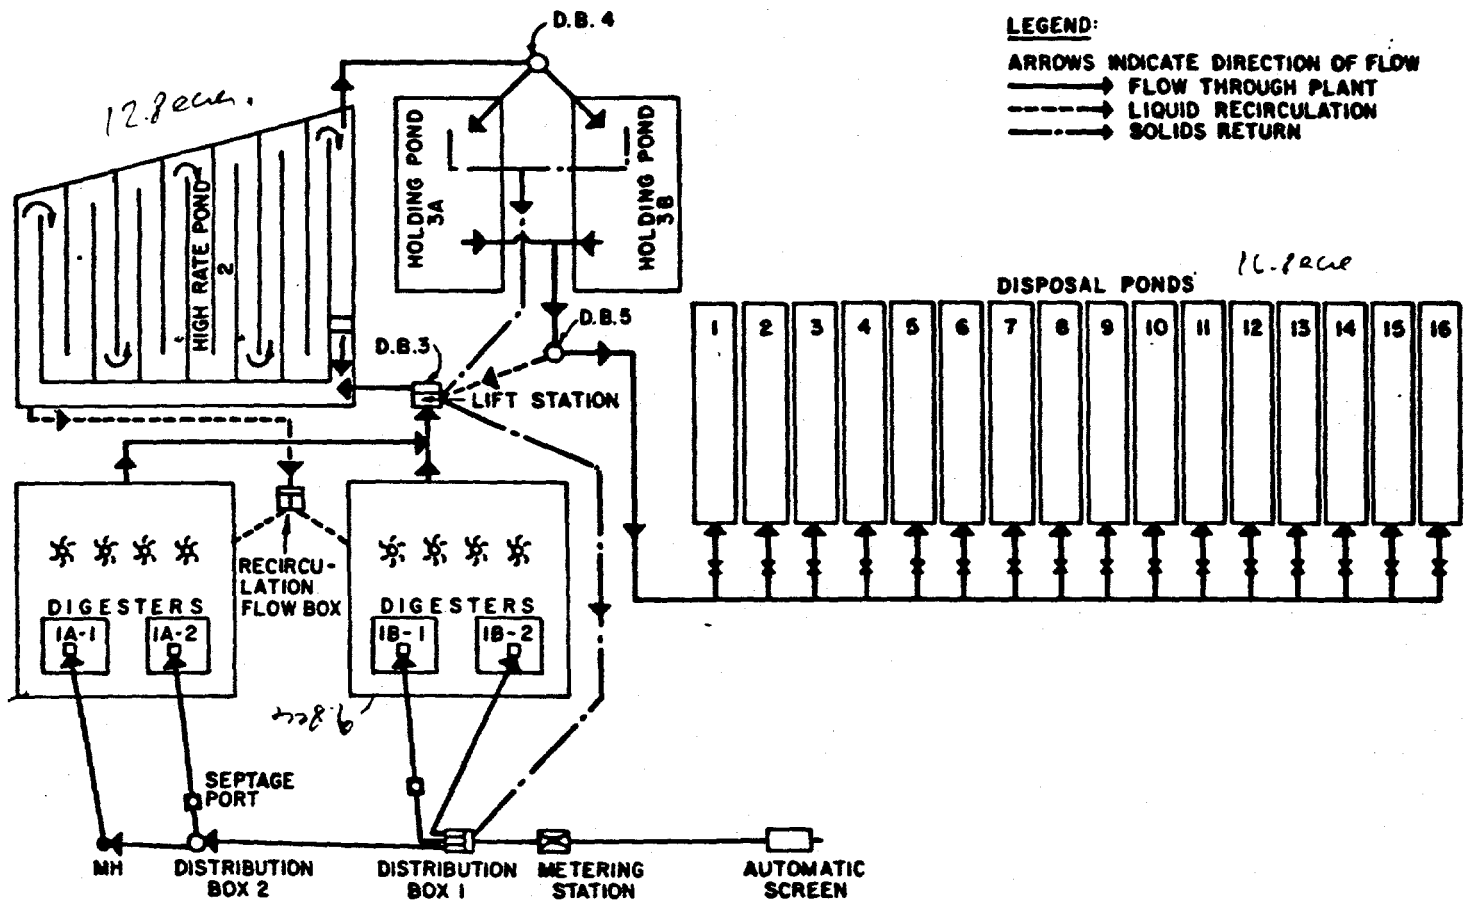 D.B. 4
LEGEND:
ARROWS INDICATE DIRECTION OF FLOW
FLOW THROUGH PLANT
LIQUID RECIRCULATION
SOLIDS RETURN
12.8 acres.
HOLDING POND
3A
HOLDING POND
3B
HIGH RATE POND
2
DISPOSAL PONDS
1 2 3 4 5 6 7 8 9 10 11 12 13 14 15 16
D.B. 5
D.B. 3
LIFT STATION
RECIRCU-
LATION
FLOW BOX
DIGESTERS
1A-1 1A-2
DIGESTERS
1B-1 1B-2
SEPTAGE
PORT
MH
DISTRIBUTION
BOX 2
DISTRIBUTION
BOX 1
METERING
STATION
AUTOMATIC
SCREEN